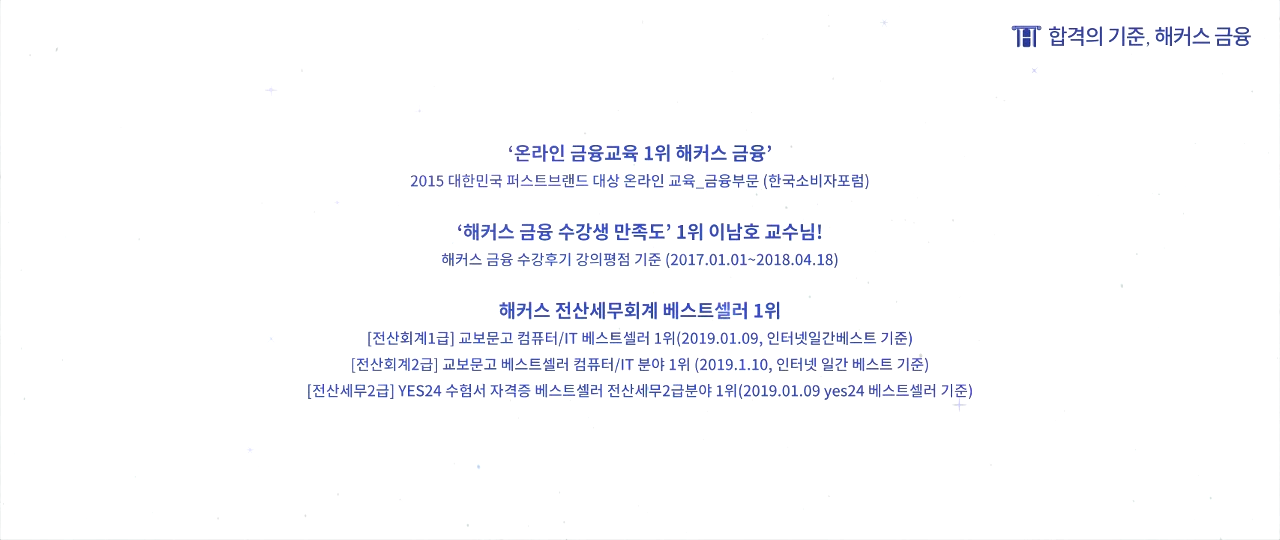 합격의 기준, 해커스 금융
‘온라인 금융교육 1위 해커스 금융’
2015 대한민국 퍼스트브랜드 대상 온라인 교육_금융부문 (한국소비자포럼)
‘해커스 금융 수강생 만족도’ 1위 이남호 교수님!
해커스 금융 수강후기 강의평점 기준 (2017.01.01~2018.04.18)
해커스 전산세무회계 베스트셀러 1위
[전산회계1급] 교보문고 컴퓨터/IT 베스트셀러 1위(2019.01.09, 인터넷일간베스트 기준)
[전산회계2급] 교보문고 베스트셀러 컴퓨터/IT 분야 1위 (2019.1.10, 인터넷 일간 베스트 기준)
[전산세무2급] YES24 수험서 자격증 베스트셀러 전산세무2급분야 1위(2019.01.09 yes24 베스트셀러 기준)